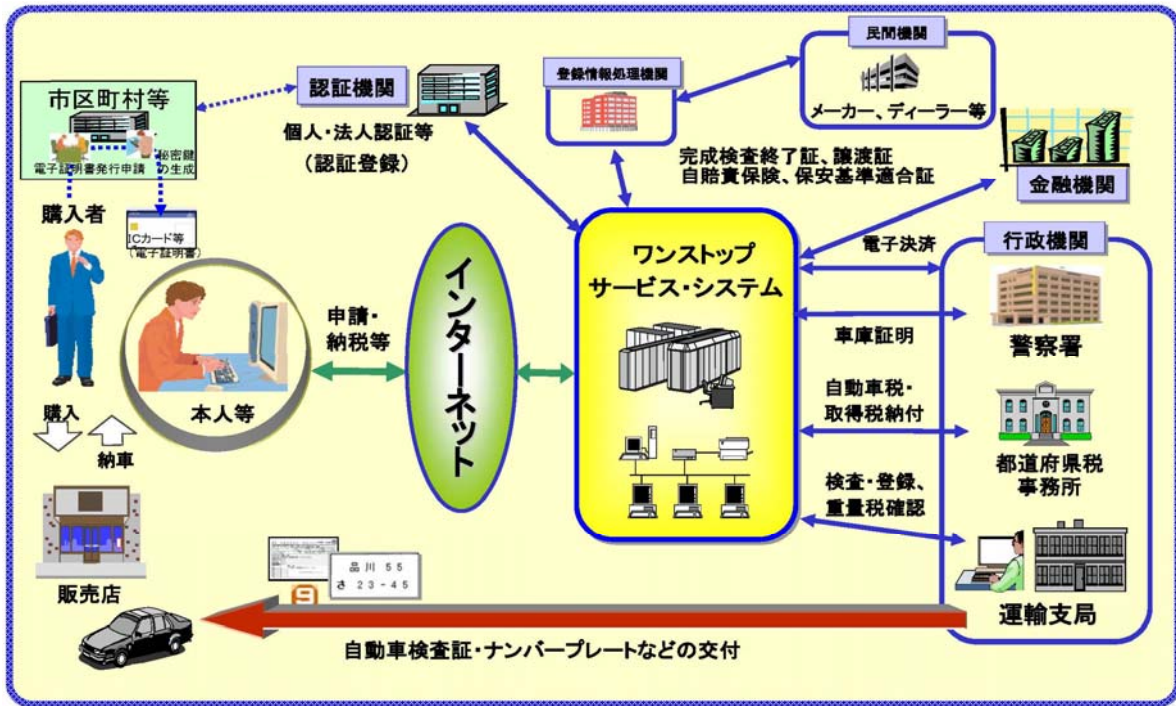 民間機関
登録情報処理機関
認証機関
市区町村等
メーカー、ディーラー等
個人・法人認証等
（認証登録）
電子証明書発行申請
秘密鍵
の生成
完成検査終了証、譲渡証
自賠責保険、保安基準適合証
金融機関
購入者
ICカード等
（電子証明書）
電子決済
行政機関
ワンストップ
サービス・システム
インターネット
申請・
納税等
車庫証明
警察署
本人等
購入
納車
自動車税・
取得税納付
都道府県税
事務所
検査・登録、
重量税確認
運輸支局
販売店
品川 55
さ 23-45
9
自動車検査証・ナンバープレートなどの交付